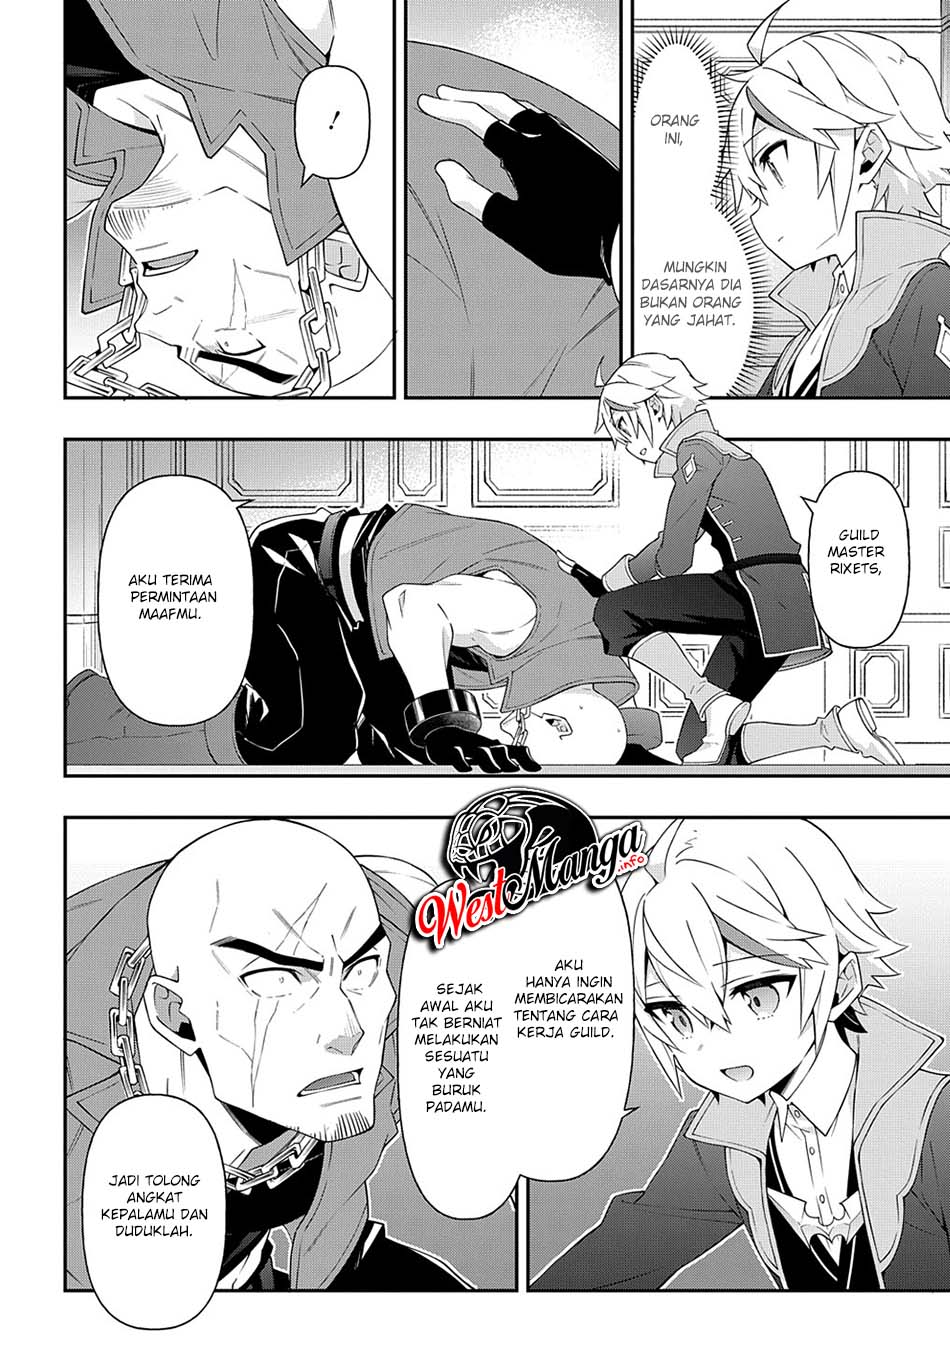 ORANG
INI,
MUNGKIN
DASARNYA DIA
BUKAN ORANG
YANG JAHAT.
!
GUILD
MASTER
RIXETS,
AKU TERIMA
PERMINTAAN
MAAFMU.
WestManga
.info
AKU
HANYA INGIN
MEMBICARAKAN
TENTANG CARA
KERJA GUILD.
SEJAK
AWAL AKU
TAK BERNIAT
MELAKUKAN
SESUATU
YANG
BURUK
PADAMU.
JADI TOLONG
ANGKAT
KEPALAMU DAN
DUDUKLAH.